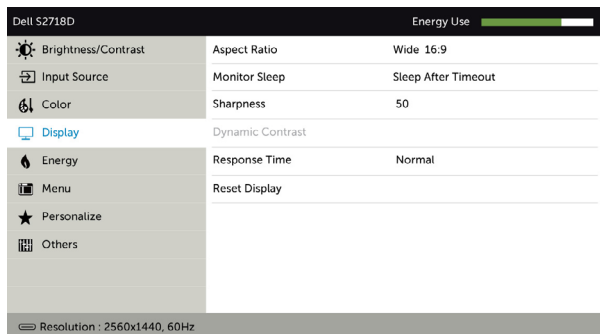 Dell S2718D Energy Use
Brightness/Contrast Aspect Ratio Wide 16:9
Input Source Monitor Sleep Sleep After Timeout
Color Sharpness 50
Display Dynamic Contrast
Energy Response Time Normal
Menu Reset Display
Personalize
Others
Resolution : 2560x1440, 60Hz